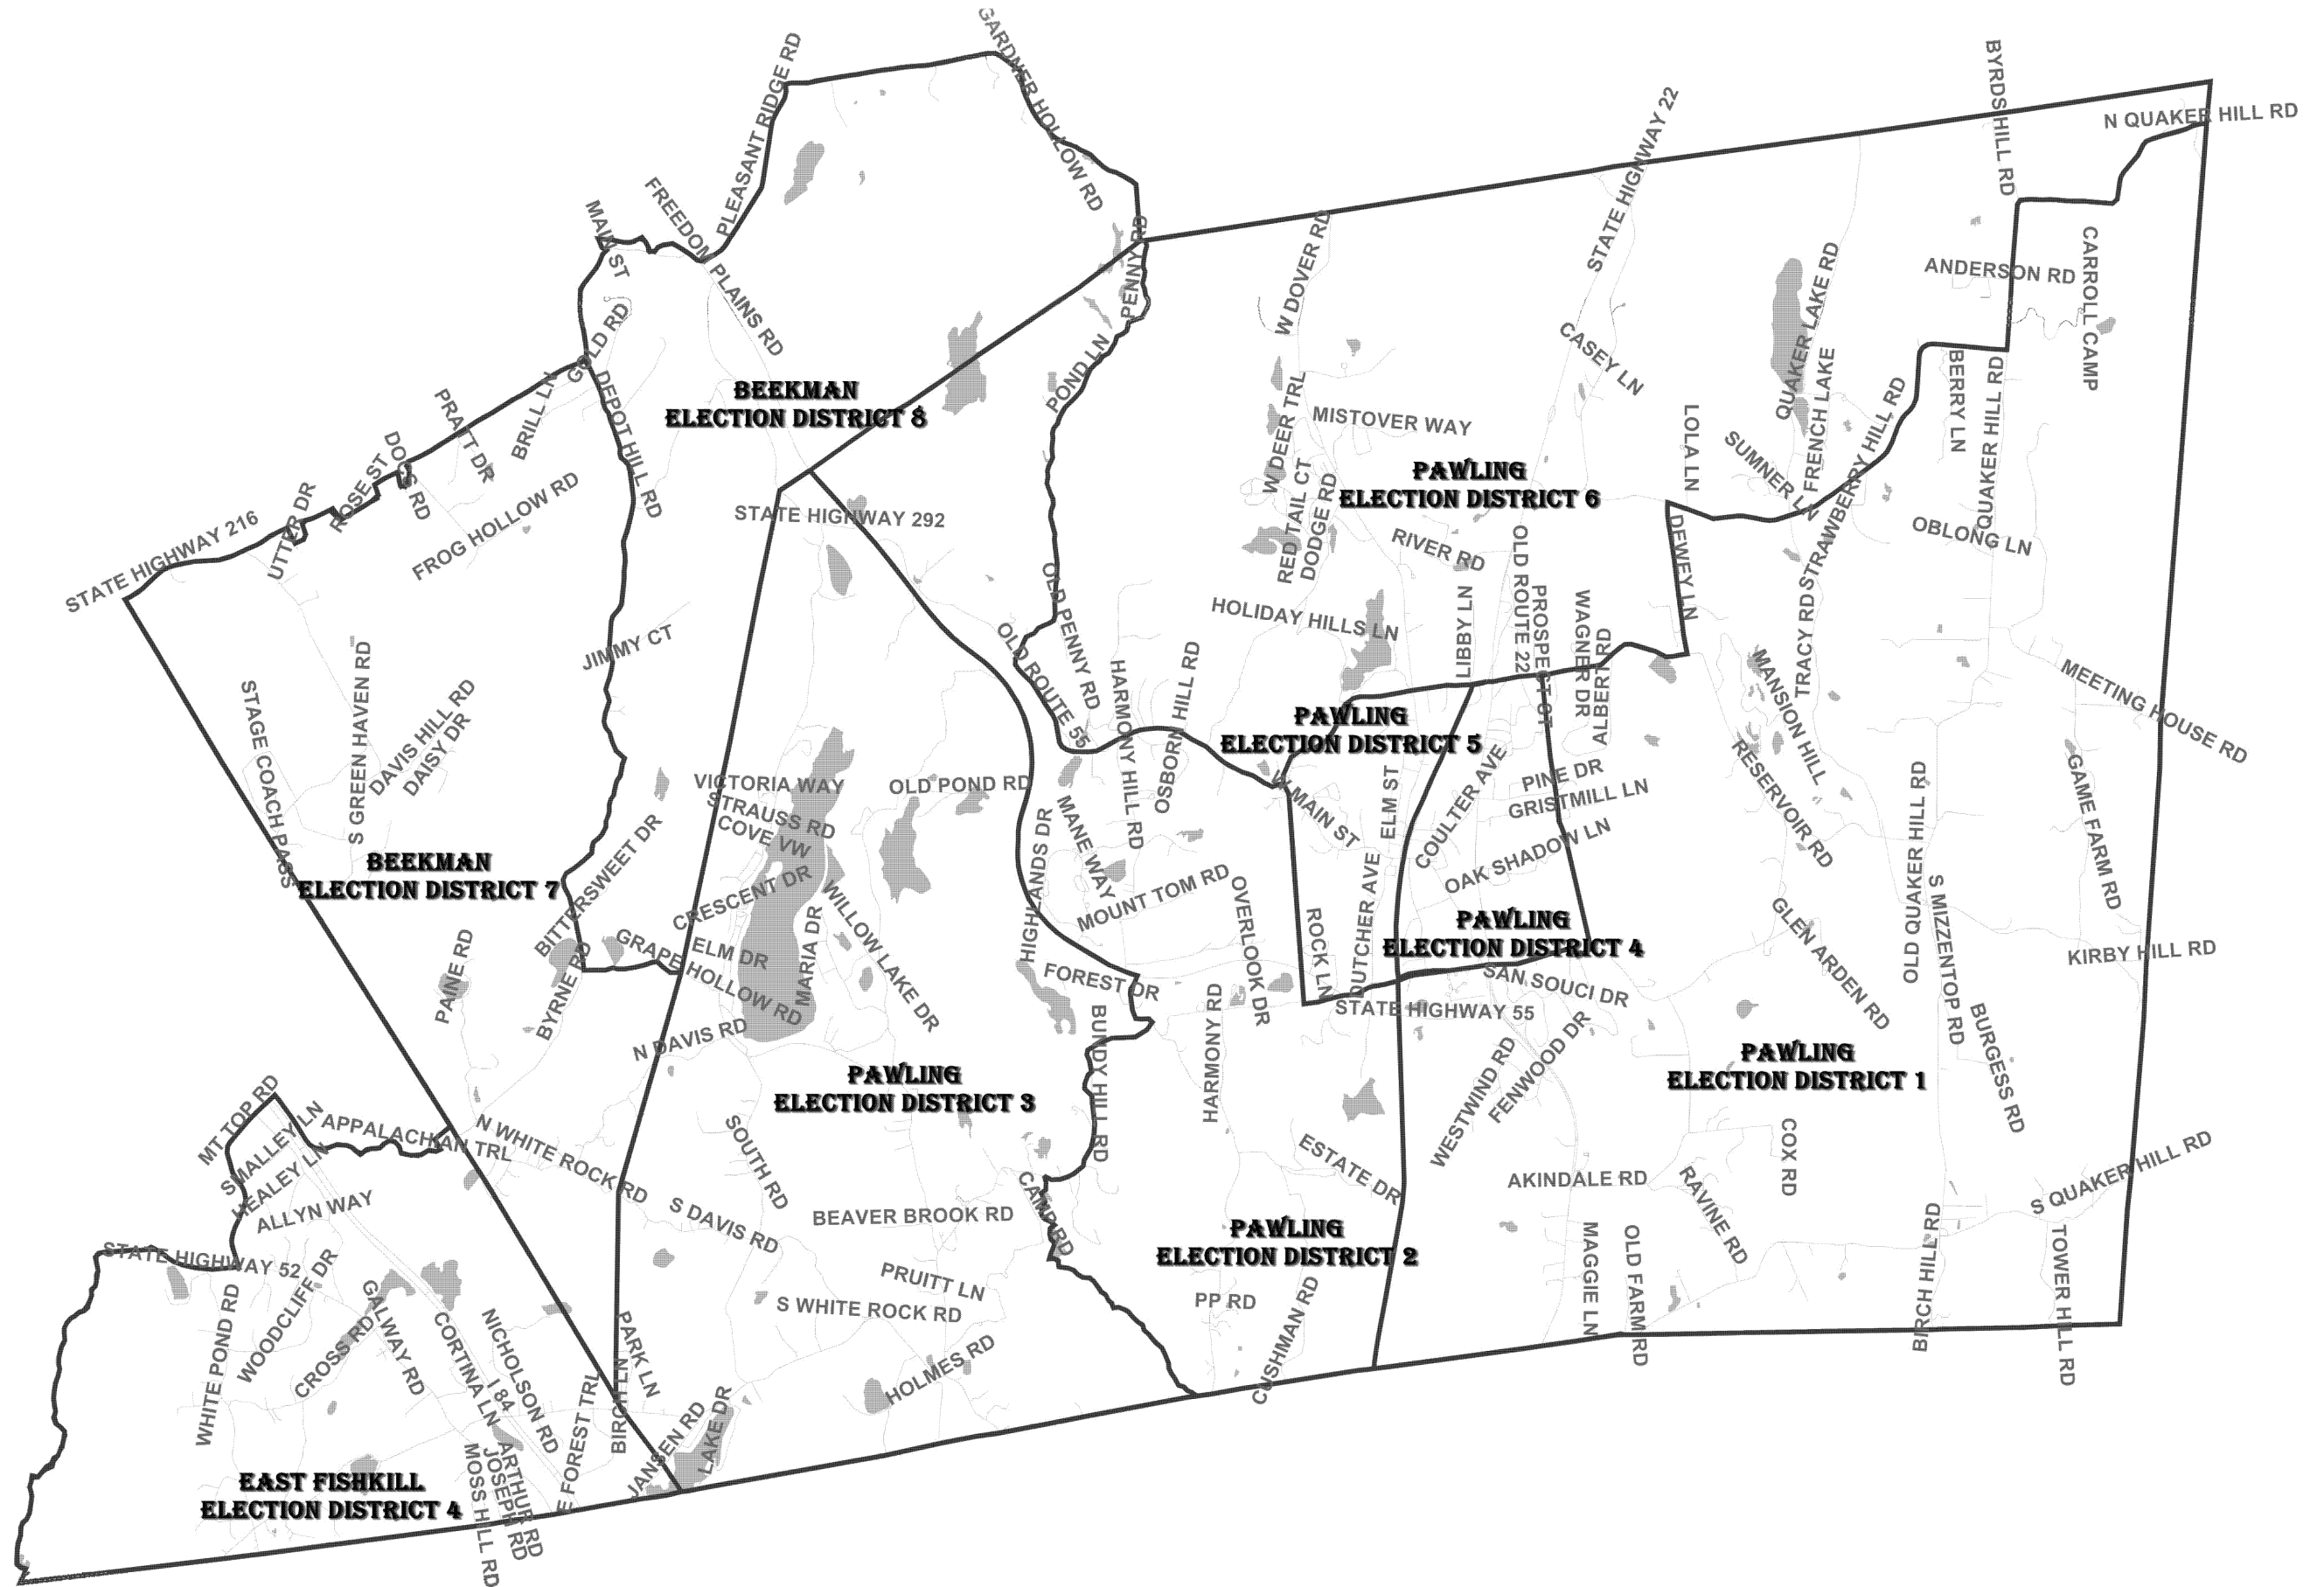 GARDNER HOLLOW RD
PLEASANT RIDGE RD
BYRDS HILL RD
N QUAKER HILL RD
STATE HIGHWAY 22
FREEDOM PLAINS RD
MAIN ST
PENNY RD
W DOVER RD
QUAKER LAKE RD
ANDERSON RD
CARROLL CAMP
GOLD RD
POND LN
CASEY LN
DEPOT HILL RD
BRILL LN
PRATT DR
BEEKMAN
ELECTION DISTRICT 8
W DEER TRL
MISTOVER WAY
LOLA LN
FRENCH LAKE
STRAWBERRY HILL RD
BERRY LN
QUAKER HILL RD
SUMNER LN
DOGS RD
ROSE ST
UTTER DR
FROG HOLLOW RD
STATE HIGHWAY 216
STATE HIGHWAY 292
PAWLING
ELECTION DISTRICT 6
RED TAIL CT
DODGE RD
RIVER RD
OLD ROUTE 22
DEWEY LN
OBLONG LN
OLD PENNY RD
HOLIDAY HILLS LN
LIBBY LN
PROSPECT CT
WAGNER DR
ALBERT RD
TRACY RD
JIMMY CT
OLD ROUTE 55
HARMONY HILL RD
OSBORN HILL RD
MANSION HILL
MEETING HOUSE RD
STAGE COACH PASS
S GREEN HAVEN RD
DAVIS HILL RD
DAISY DR
PAWLING
ELECTION DISTRICT 5
VICTORIA WAY
STRAUSS RD
COVE VW
OLD POND RD
W MAIN ST
ELM ST
COULTER AVE
PINE DR
GRISTMILL LN
RESERVOIR RD
OLD QUAKER HILL RD
GAME FARM RD
BEEKMAN
ELECTION DISTRICT 7
BITTERSWEET DR
CRESCENT DR
HIGHLANDS DR
MANE WAY
MOUNT TOM RD
OAK SHADOW LN
DUTCHER AVE
S MIZZENTOP RD
PAINE RD
BYRNE RD
GRAPE HOLLOW RD
ELM DR
MARIA DR
WILLOW LAKE DR
FOREST DR
OVERLOOK DR
ROCK LN
PAWLING
ELECTION DISTRICT 4
SAN SOUCI DR
GLEN ARDEN RD
KIRBY HILL RD
N DAVIS RD
BUNDY HILL RD
HARMONY RD
STATE HIGHWAY 55
WESTWIND RD
FENWOOD DR
BURGESS RD
PAWLING
ELECTION DISTRICT 3
PAWLING
ELECTION DISTRICT 1
MT TOP RD
SMALLEY LN
HEALEY LN
APPALACHIAN TRL
N WHITE ROCK RD
SOUTH RD
ESTATE DR
COX RD
AKINDALE RD
RAVINE RD
S QUAKER HILL RD
ALLYN WAY
S DAVIS RD
BEAVER BROOK RD
CAMP RD
PAWLING
ELECTION DISTRICT 2
STATE HIGHWAY 52
WOODCLIFF DR
WHITE POND RD
CROSS RD
GALWAY RD
CORTINA LN
NICHOLSON RD
I 84
PARK LN
BIRCH LN
PRUITT LN
S WHITE ROCK RD
HOLMES RD
PP RD
CUSHMAN RD
MAGGIE LN
OLD FARM RD
BIRCH HILL RD
TOWER HILL RD
E FOREST TRL
JANSEN RD
LAKE DR
ARTHUR RD
JOSEPH RD
MOSS HILL RD
EAST FISHKILL
ELECTION DISTRICT 4